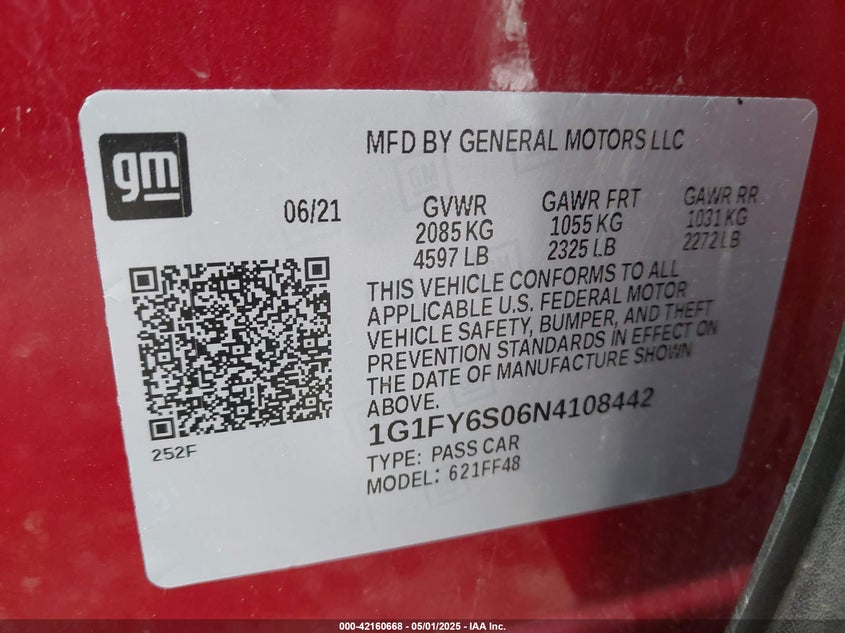 gm
MFD BY GENERAL MOTORS LLC
06/21
GVWR
2085 KG
4597 LB
GAWR FRT
1055 KG
2325 LB
GAWR RR
1031 KG
2272 LB
THIS VEHICLE CONFORMS TO ALL
APPLICABLE U.S. FEDERAL MOTOR
VEHICLE SAFETY, BUMPER, AND THEFT
PREVENTION STANDARDS IN EFFECT ON
THE DATE OF MANUFACTURE SHOWN
ABOVE.
1G1FY6S06N4108442
TYPE: PASS CAR
MODEL: 621FF48
252F
000-42160668 - 05/01/2025 - IAA Inc.